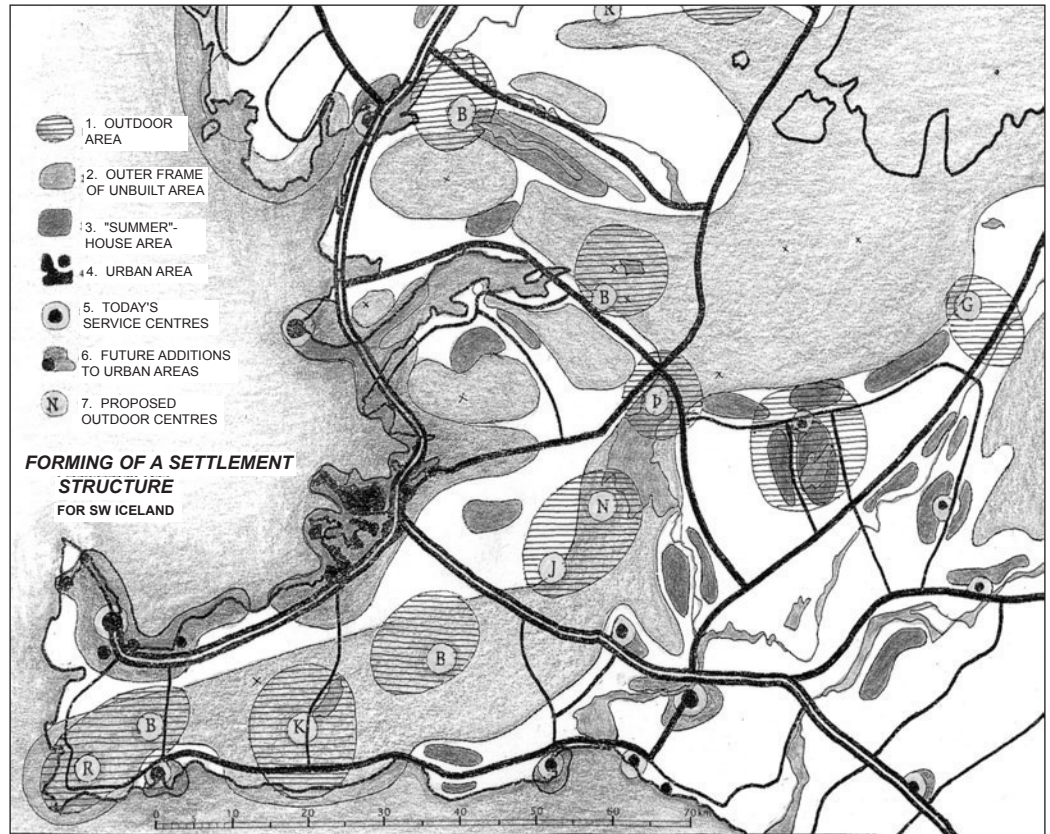 R
B
1. OUTDOOR
AREA
2. OUTER FRAME
OF UNBUILT AREA
3. "SUMMER"-
HOUSE AREA
4. URBAN AREA
5. TODAY'S
SERVICE CENTRES
6. FUTURE ADDITIONS
TO URBAN AREAS
N
7. PROPOSED
OUTDOOR CENTRES
FORMING OF A SETTLEMENT
STRUCTURE
FOR SW ICELAND
B
G
Þ
N
J
B
B
K
R
0 10 20 30 40 50 60 70 km